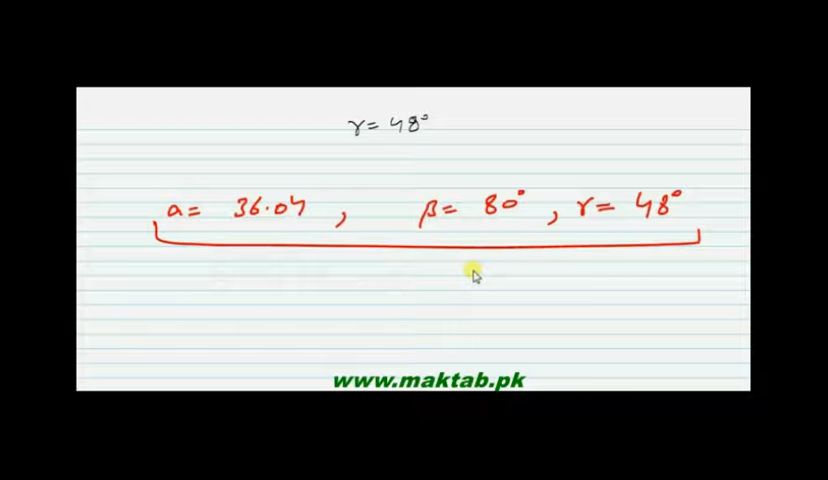 γ = 48°
a = 36.04 , β = 80° , γ = 48°
www.maktab.pk